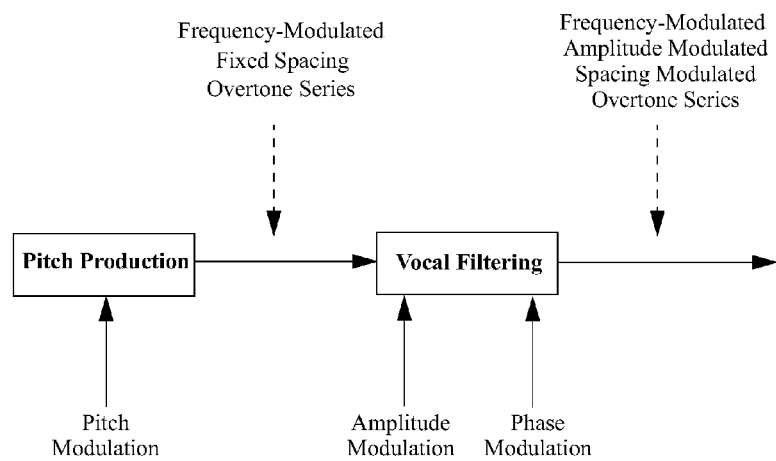 Frequency-Modulated
Fixed Spacing
Overtone Series
Frequency-Modulated
Amplitude Modulated
Spacing Modulated
Overtone Series
Pitch Production
Vocal Filtering
Pitch
Modulation
Amplitude
Modulation
Phase
Modulation